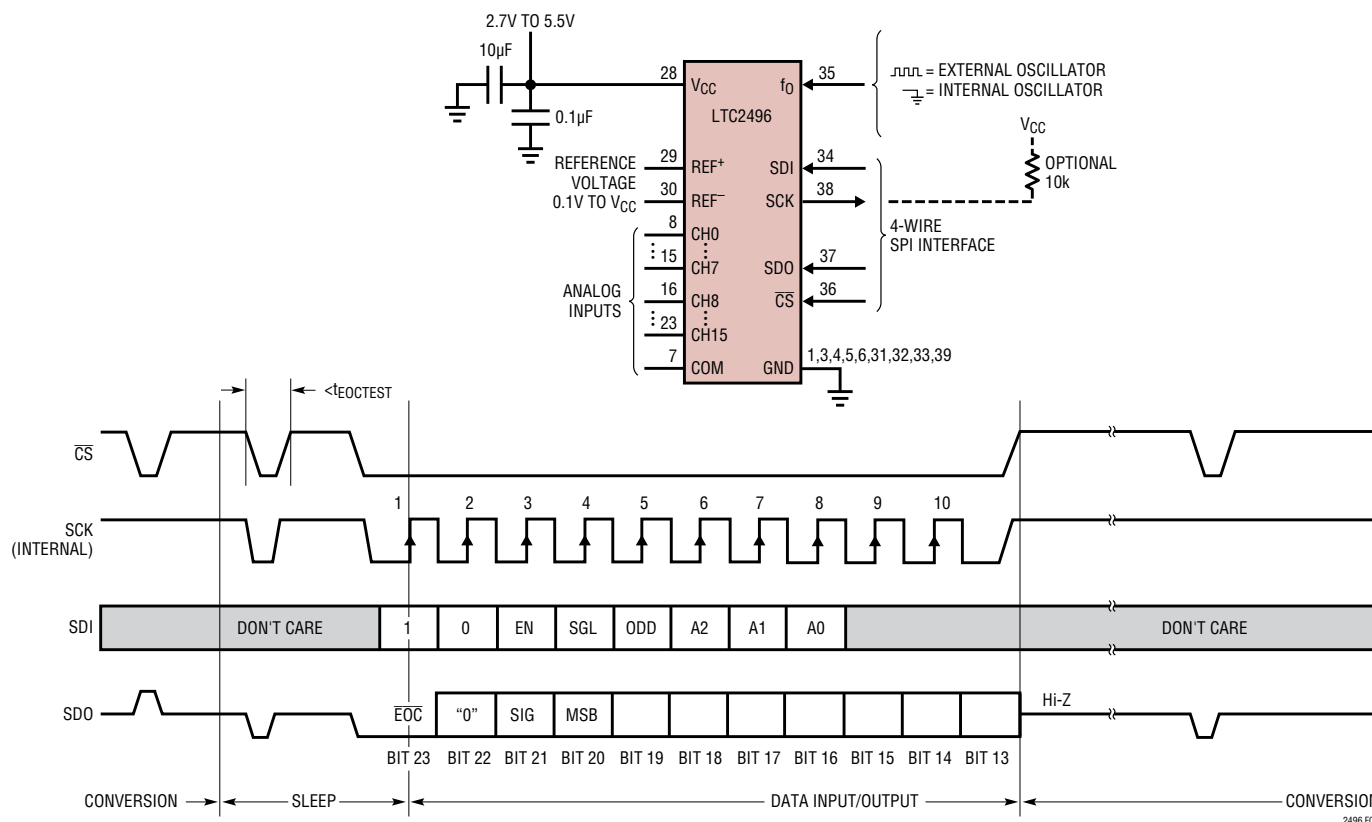 2.7V TO 5.5V
10µF
0.1µF
28
VCC
fO
35
LTC2496
= EXTERNAL OSCILLATOR
= INTERNAL OSCILLATOR
VCC
OPTIONAL
10k
REFERENCE
VOLTAGE
0.1V TO VCC
29
REF+
SDI
34
30
REF–
SCK
38
8
CH0
15
CH7
SDO
37
16
CH8
CS
36
23
CH15
7
COM
GND
1,3,4,5,6,31,32,33,39
ANALOG
INPUTS
4-WIRE
SPI INTERFACE
<tEOCTEST
CS
SCK
(INTERNAL)
1 2 3 4 5 6 7 8 9 10
SDI
DON'T CARE 1 0 EN SGL ODD A2 A1 A0 DON'T CARE
SDO
EOC "0" SIG MSB Hi-Z
BIT 23 BIT 22 BIT 21 BIT 20 BIT 19 BIT 18 BIT 17 BIT 16 BIT 15 BIT 14 BIT 13
CONVERSION SLEEP DATA INPUT/OUTPUT CONVERSION
2496 F0